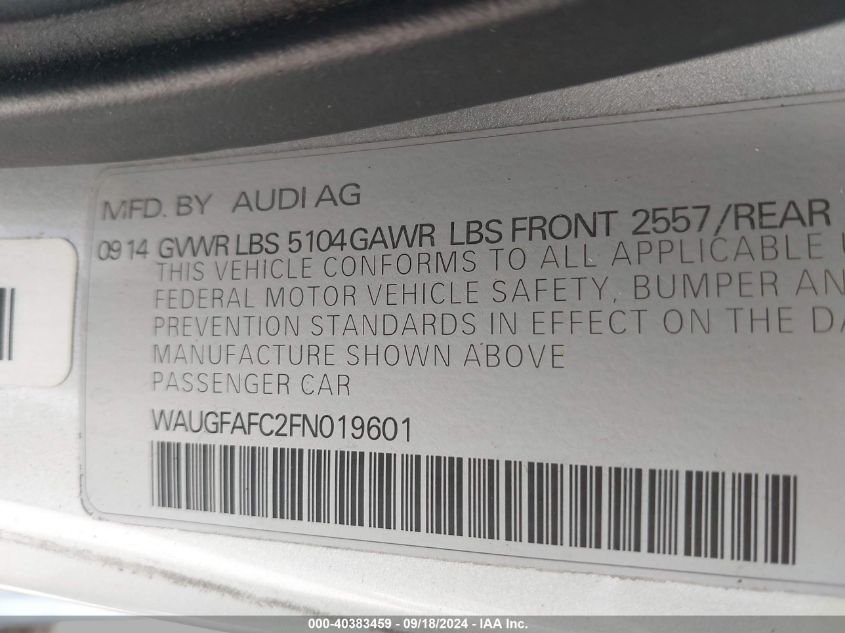 MFD. BY AUDI AG
09 14 GVWR LBS 5104 GAWR LBS FRONT 2557/REAR
THIS VEHICLE CONFORMS TO ALL APPLICABLE
FEDERAL MOTOR VEHICLE SAFETY, BUMPER
PREVENTION STANDARDS IN EFFECT ON THE
MANUFACTURE SHOWN ABOVE
PASSENGER CAR
WAUGFAFC2FN019601
000-40383459 - 09/18/2024 - IAA Inc.